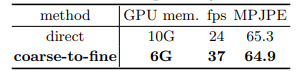 method GPU mem. fps MPJPE
direct 10G 24 65.3
coarse-to-fine 6G 37 64.9